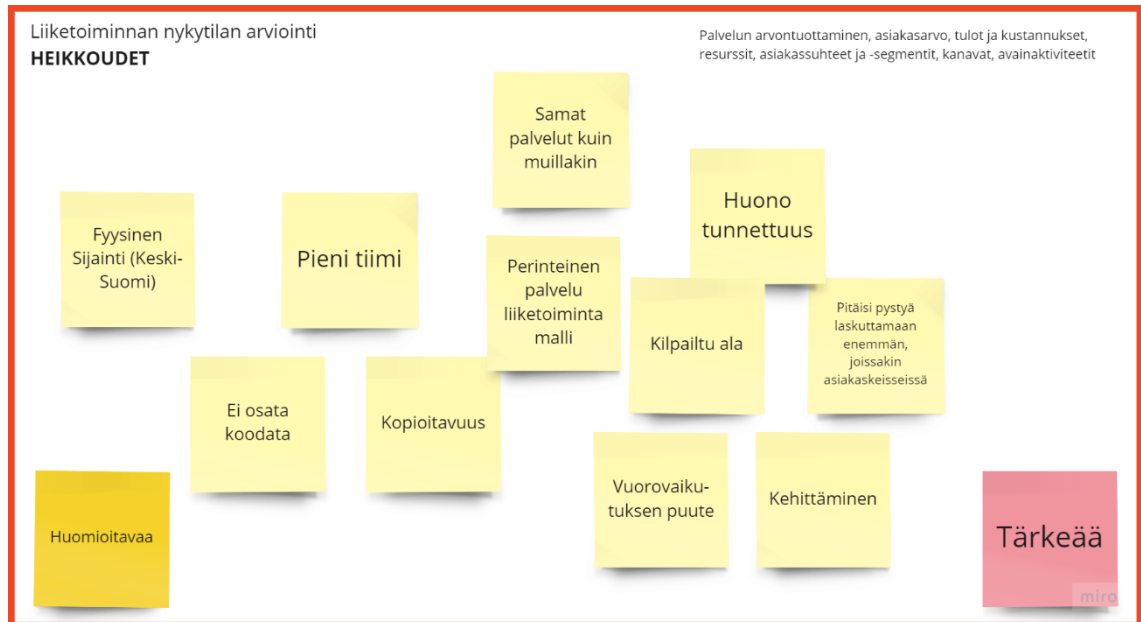 Liiketoiminnan nykytilan arviointi
HEIKKOUDET
Palvelun arvontuottaminen, asiakasarvo, tulot ja kustannukset,
resurssit, asiakassuhteet ja -segmentit, kanavat, avainaktiviteetit
Samat
palvelut kuin
muillakin
Huono
tunnettuus
Fyysinen
Sijainti (Keski-
Suomi)
Pieni tiimi
Perinteinen
palvelu
liiketoiminta
malli
Kilpailtu ala
Pitäisi pystyä
laskuttamaan
enemmän,
joissakin
asiakaskeisseissä
Ei osata
koodata
Kopioitavuus
Vuorovaiku-
tuksen puute
Kehittäminen
Huomioitavaa
Tärkeää
miro